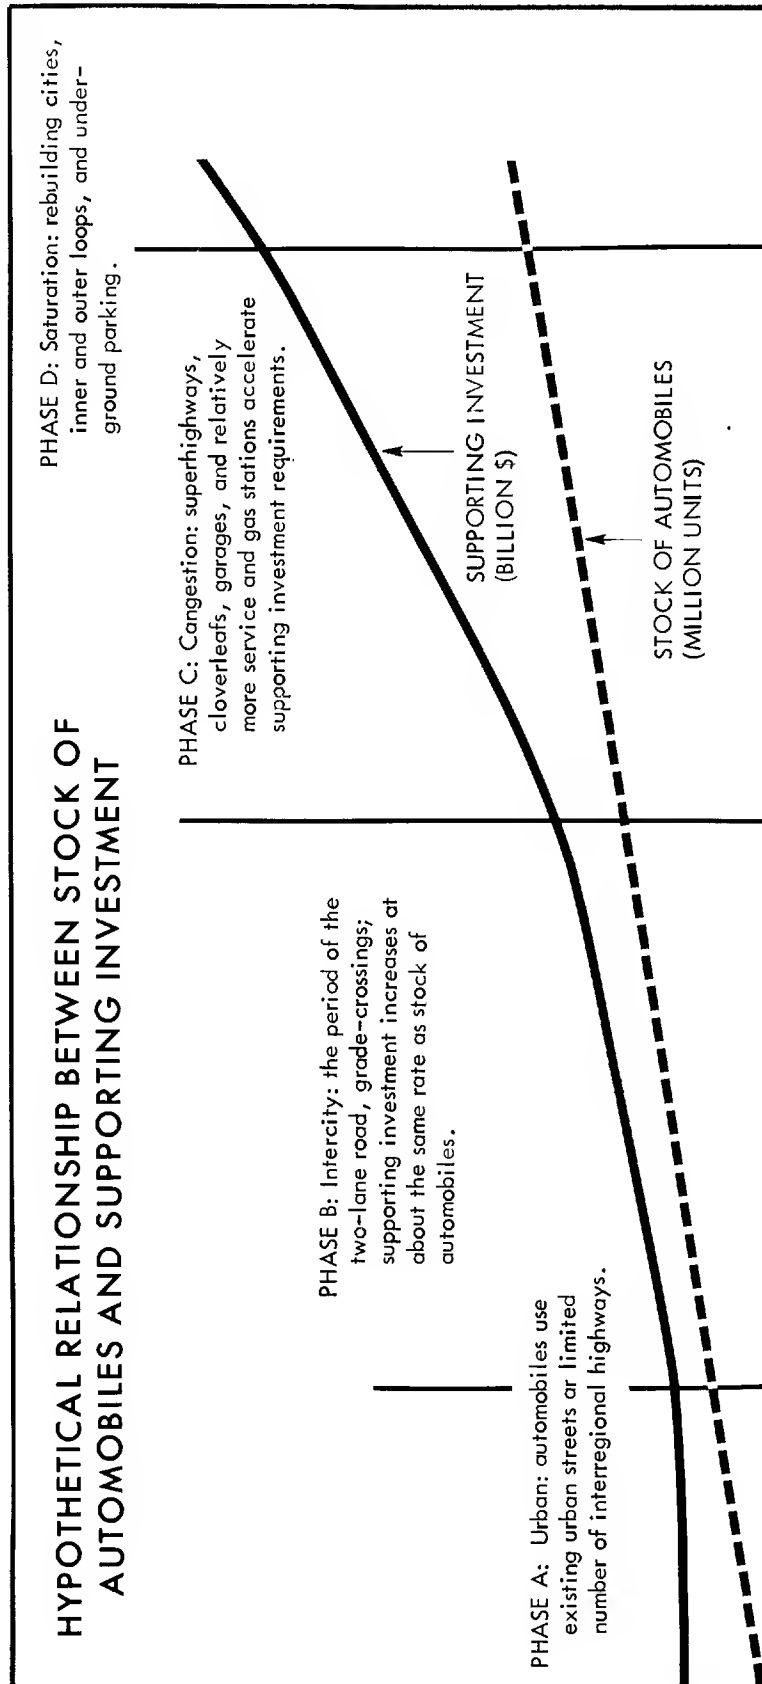 HYPOTHETICAL RELATIONSHIP BETWEEN STOCK OF
AUTOMOBILES AND SUPPORTING INVESTMENT
PHASE A: Urban: automobiles use
existing urban streets ar limited
number of interregional highways.
PHASE B: Intercity: the period of the
two-lane road, grade-crossings;
supporting investment increases at
about the same rate as stock of
automobiles.
PHASE C: Cangestion: superhighways,
cloverleafs, garages, and relatively
more service and gas stations accelerate
supporting investment requirements.
PHASE D: Saturation: rebuilding cities,
inner and outer loops, and under-
ground parking.
SUPPORTING INVESTMENT
(BILLION $)
STOCK OF AUTOMOBILES
(MILLION UNITS)